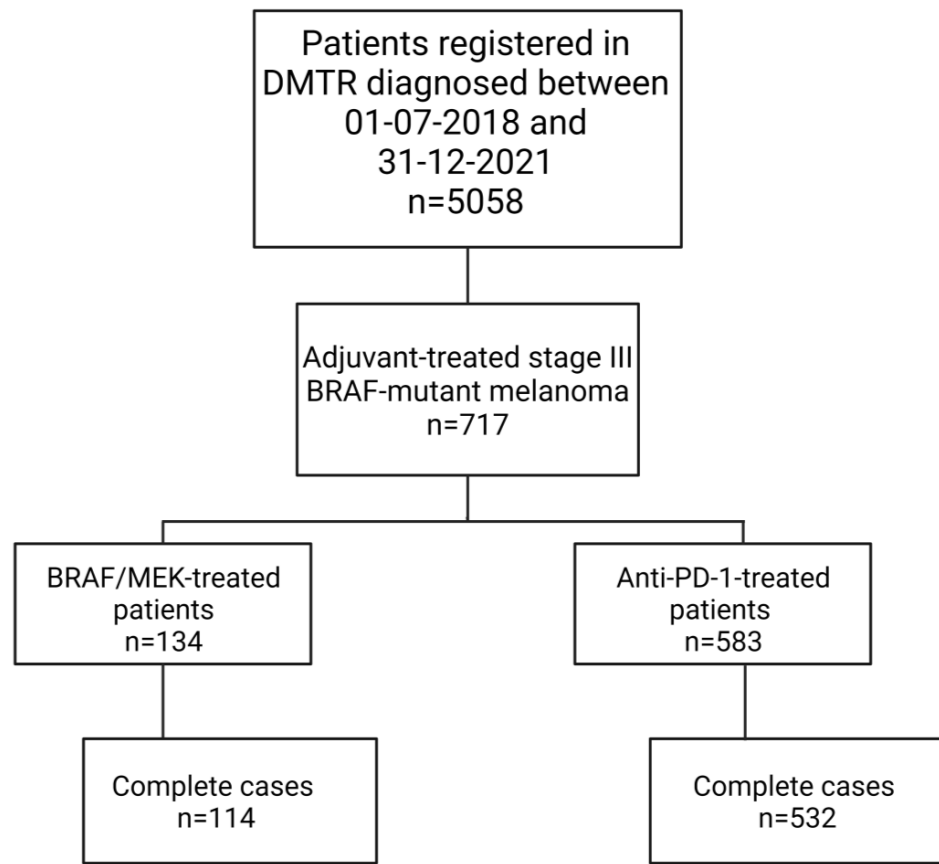 Patients registered in
DMTR diagnosed between
01-07-2018 and
31-12-2021
n=5058
Adjuvant-treated stage III
BRAF-mutant melanoma
n=717
BRAF/MEK-treated
patients
n=134
Anti-PD-1-treated
patients
n=583
Complete cases
n=114
Complete cases
n=532